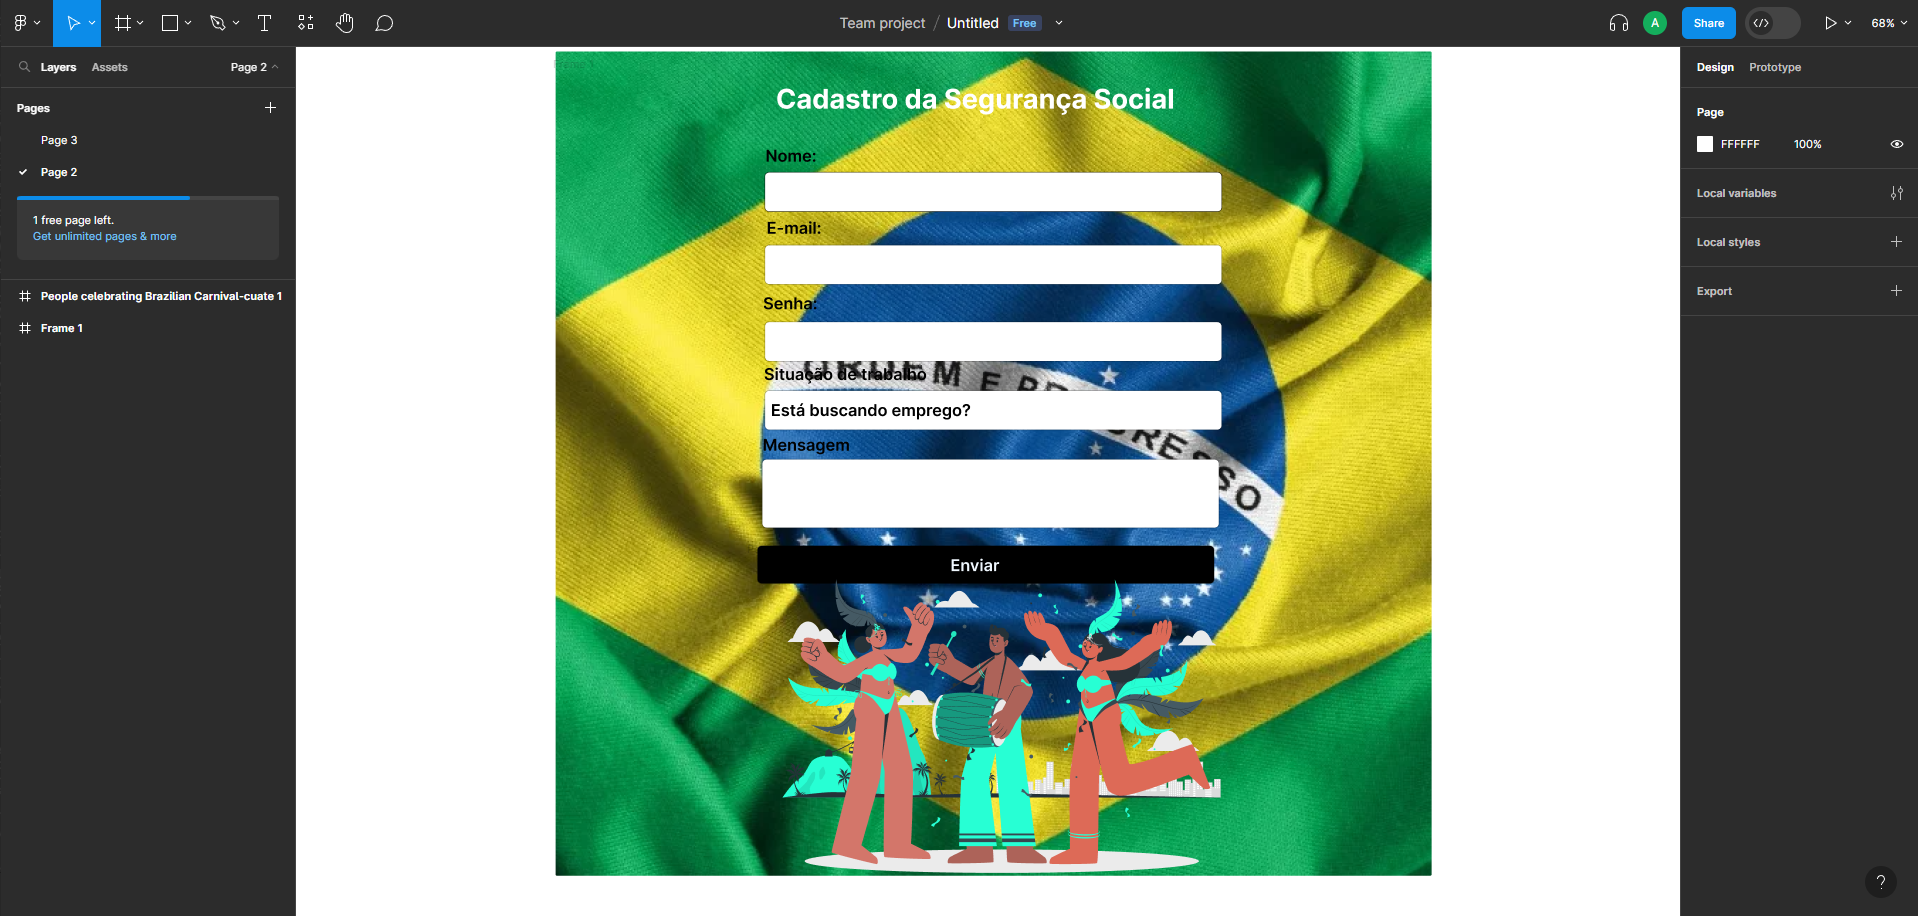 Team project / Untitled Free
A
Share
68%
Layers Assets Page 2
Pages
Page 3
Page 2
1 free page left.
Get unlimited pages & more
People celebrating Brazilian Carnival-cuate 1
Frame 1
Cadastro da Segurança Social
Nome:
E-mail:
Senha:
ORDEM E PROGRESSO
Situação de trabalho
Está buscando emprego?
Mensagem
Enviar
Design Prototype
Page
FFFFFF 100%
Local variables
Local styles
Export
?